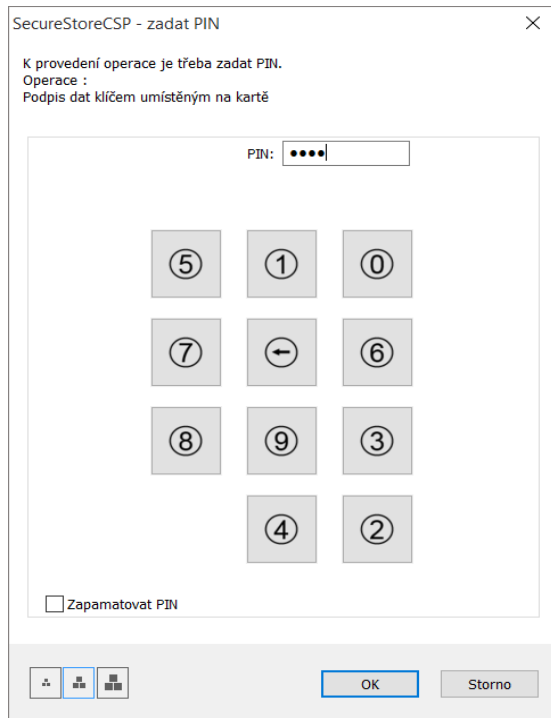 SecureStoreCSP - zadat PIN
K provedení operace je třeba zadat PIN.
Operace :
Podpis dat klíčem umístěným na kartě
PIN: ••••
5 1 0
7 ← 6
8 9 3
4 2
Zapamatovat PIN
OK Storno